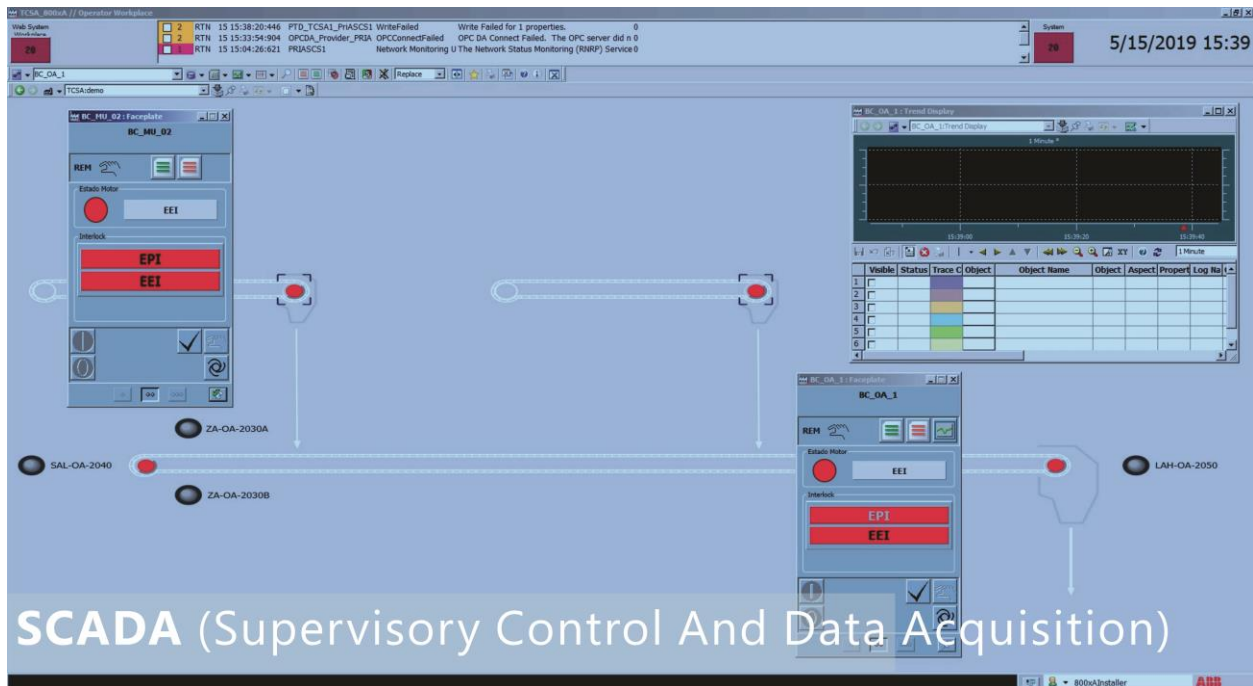 TCSA_800xA // Operator Workplace
Web System
Workplace
20
2 RTN 15 15:38:20:446 PTD_TCSA1_PriASCS1 WriteFailed Write Failed for 1 properties. 0
2 RTN 15 15:33:54:904 OPCDA_Provider_PRIA OPCConnectFailed OPC DA Connect Failed. The OPC server did n 0
1 RTN 15 15:04:26:621 PRIASCS1 Network Monitoring U The Network Status Monitoring (RNRP) Service 0
System
20
5/15/2019 15:39
BC_OA_1
Replace
TCSA:demo
BC_MU_02 : Faceplate
BC_MU_02
REM
Estado Motor
EEI
Interlock
EPI
EEI
BC_OA_1 : Trend Display
BC_OA_1:Trend Display
1 Minute *
15:39:00 15:39:20 15:39:40
XY
1 Minute
Visible Status Trace C Object Object Name Object Aspect Propert Log Na
1
2
3
4
5
6
BC_OA_1 : Faceplate
BC_OA_1
REM
Estado Motor
EEI
Interlock
EPI
EEI
ZA-OA-2030A
SAL-OA-2040
ZA-OA-2030B
LAH-OA-2050
SCADA (Supervisory Control And Data Acquisition)
800xAInstaller
ABB